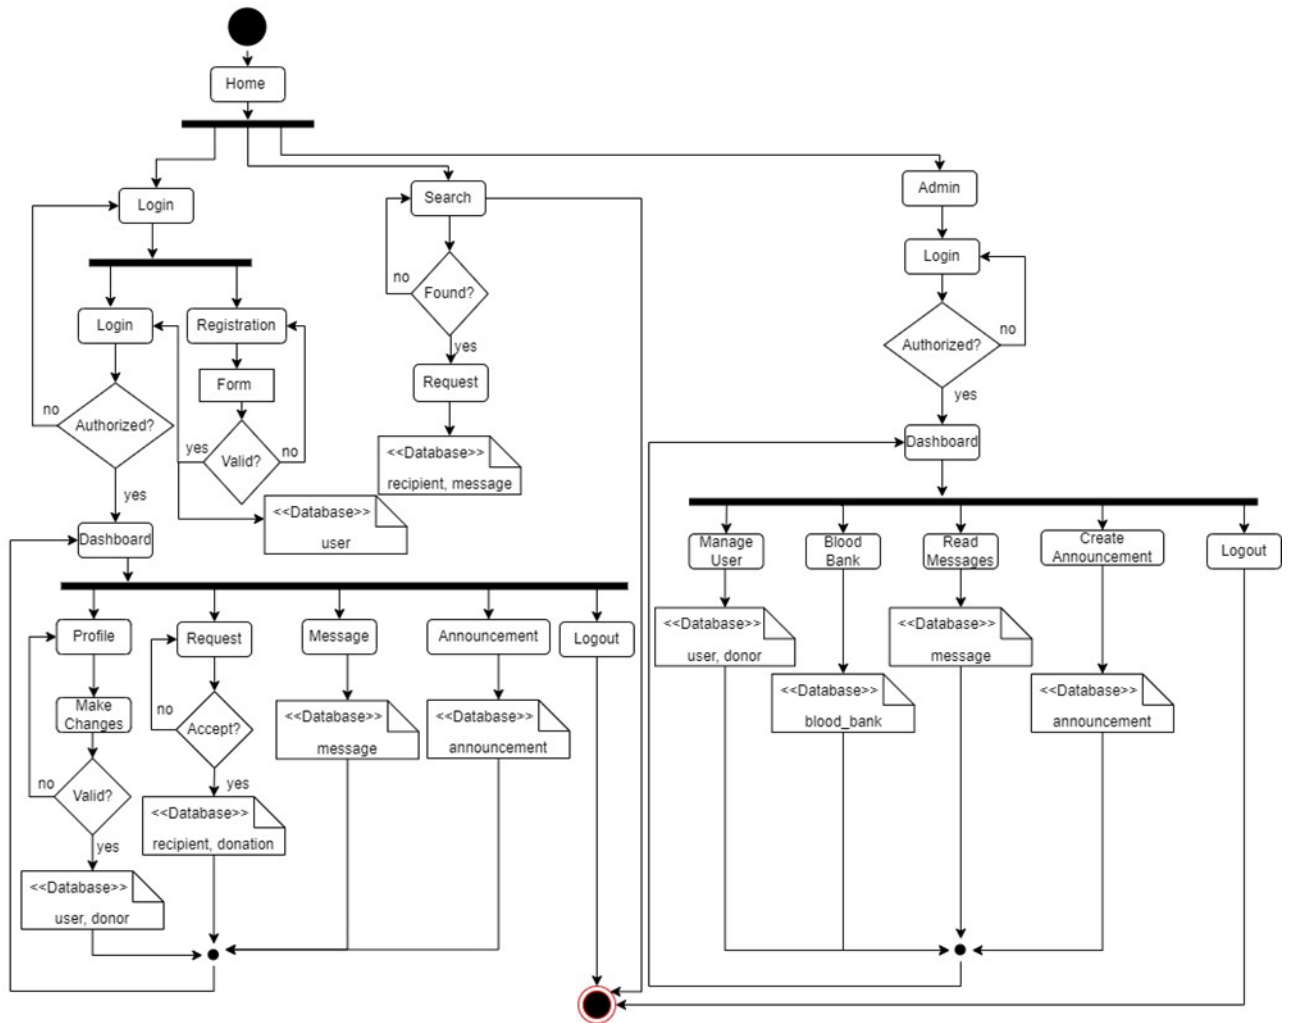 Home
Login
Search
Admin
Login
Login
Registration
Found?
no
yes
Form
Authorized?
no
yes
Request
Authorized?
no
yes
Valid?
yes
no
<<Database>>
recipient, message
Dashboard
<<Database>>
user
Dashboard
Manage
User
Blood
Bank
Read
Messages
Create
Announcement
Logout
Profile
Request
Message
Announcement
Logout
<<Database>>
user, donor
<<Database>>
message
Make
Changes
no
Accept?
yes
<<Database>>
message
<<Database>>
announcement
<<Database>>
blood_bank
<<Database>>
announcement
no
Valid?
yes
<<Database>>
recipient, donation
<<Database>>
user, donor